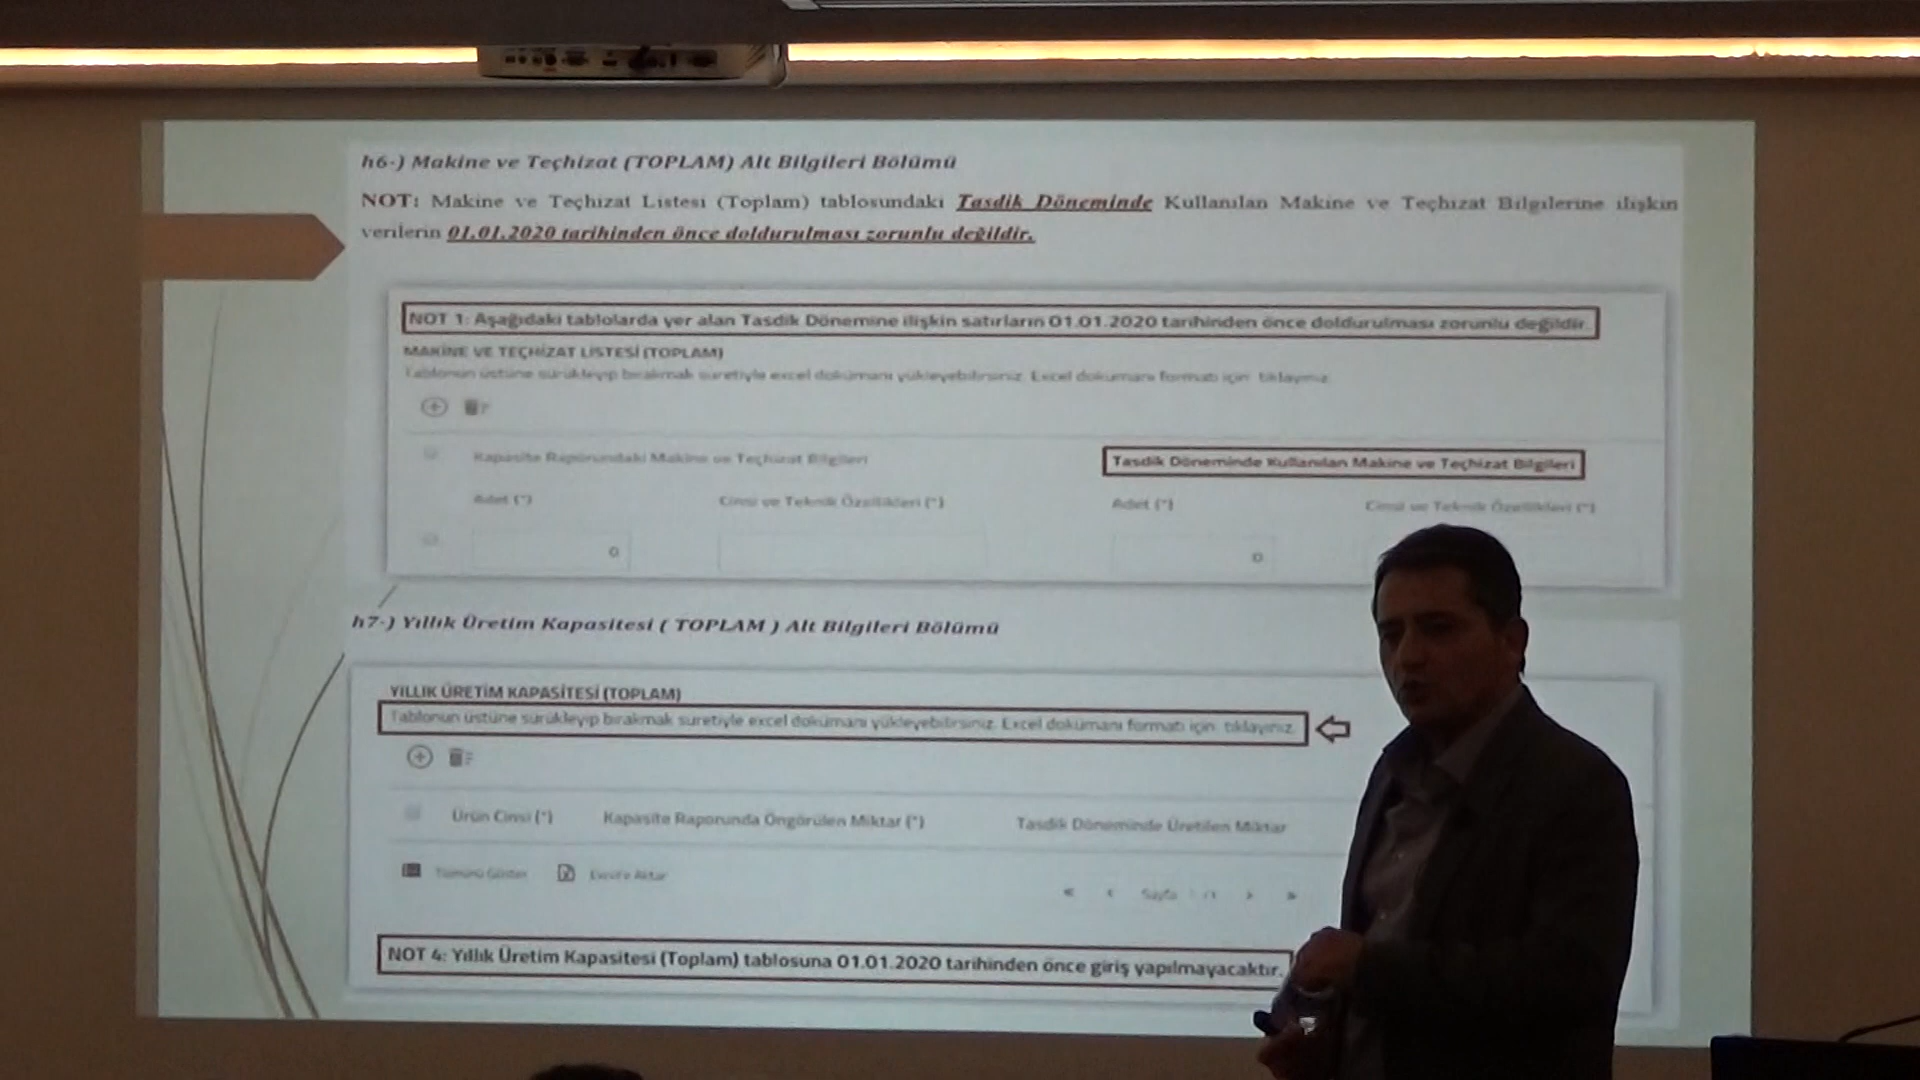 h6-) Makine ve Teçhizat (TOPLAM) Alt Bilgileri Bölümü
NOT: Makine ve Teçhizat Listesi (Toplam) tablosundaki Tasdik Döneminde Kullanılan Makine ve Teçhizat Bilgilerine ilişkin
verilerin 01.01.2020 tarihinden önce doldurulması zorunlu değildir.
NOT 1: Aşağıdaki tablolarda yer alan Tasdik Dönemine ilişkin satırların 01.01.2020 tarihinden önce doldurulması zorunlu değildir.
MAKİNE VE TEÇHİZAT LİSTESİ (TOPLAM)
Tablonun üstüne sürükleyip bırakmak suretiyle excel dokümanı yükleyebilirsiniz. Excel dokümanı formatı için tıklayınız.
Kapasite Raporundaki Makine ve Teçhizat Bilgileri
Tasdik Döneminde Kullanılan Makine ve Teçhizat Bilgileri
Adet (*) Cinsi ve Teknik Özellikleri (*) Adet (*) Cinsi ve Teknik Özellikleri (*)
0 0
h7-) Yıllık Üretim Kapasitesi ( TOPLAM ) Alt Bilgileri Bölümü
YILLIK ÜRETİM KAPASİTESİ (TOPLAM)
Tablonun üstüne sürükleyip bırakmak suretiyle excel dokümanı yükleyebilirsiniz. Excel dokümanı formatı için tıklayınız.
Ürün Cinsi (*) Kapasite Raporunda Öngörülen Miktar (*) Tasdik Döneminde Üretilen Miktar
Tümünü Göster Excel'e Aktar
« ‹ Sayfa › »
NOT 4: Yıllık Üretim Kapasitesi (Toplam) tablosuna 01.01.2020 tarihinden önce giriş yapılmayacaktır.